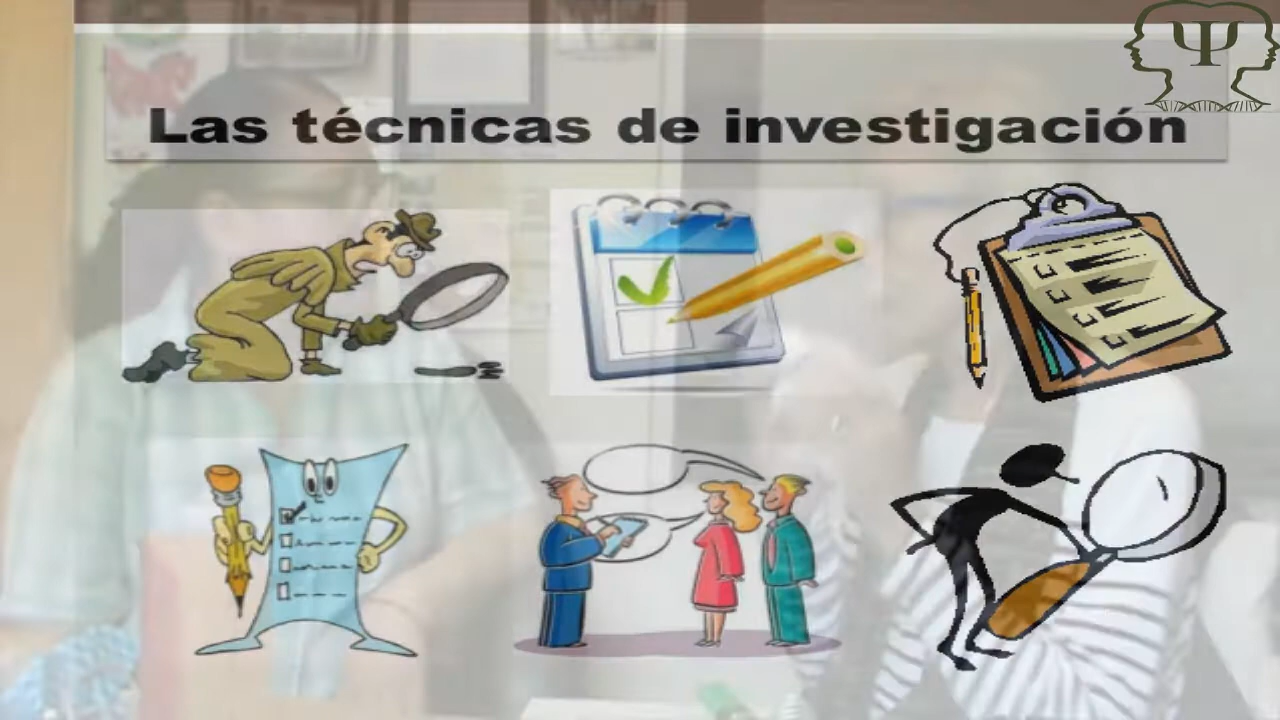 Las técnicas de investigación
Ψ